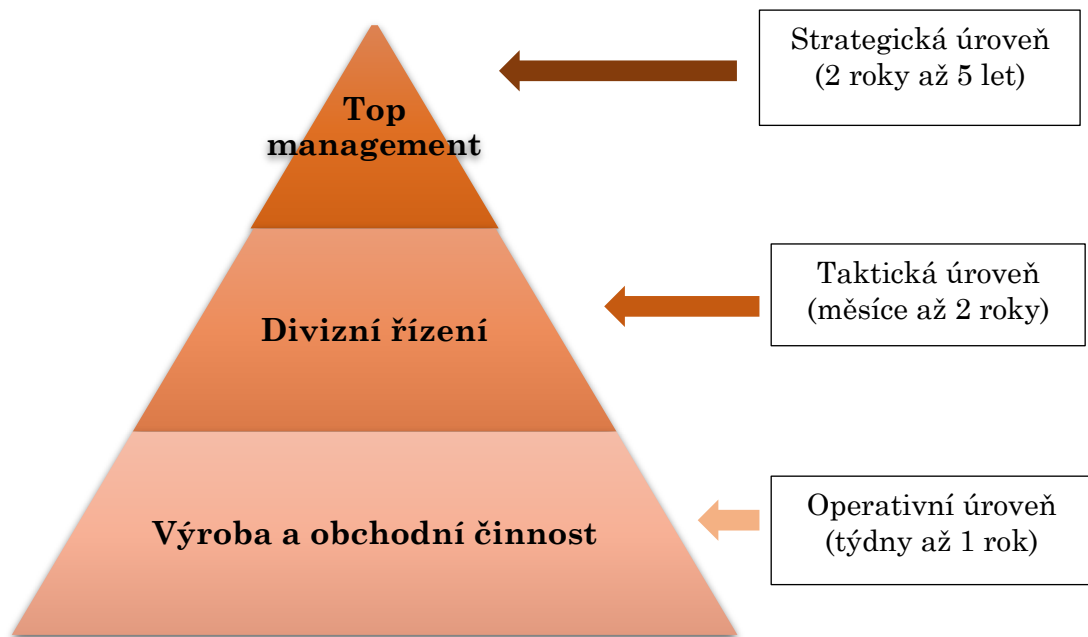 Top
management
Strategická úroveň
(2 roky až 5 let)
Divizní řízení
Taktická úroveň
(měsíce až 2 roky)
Výroba a obchodní činnost
Operativní úroveň
(týdny až 1 rok)